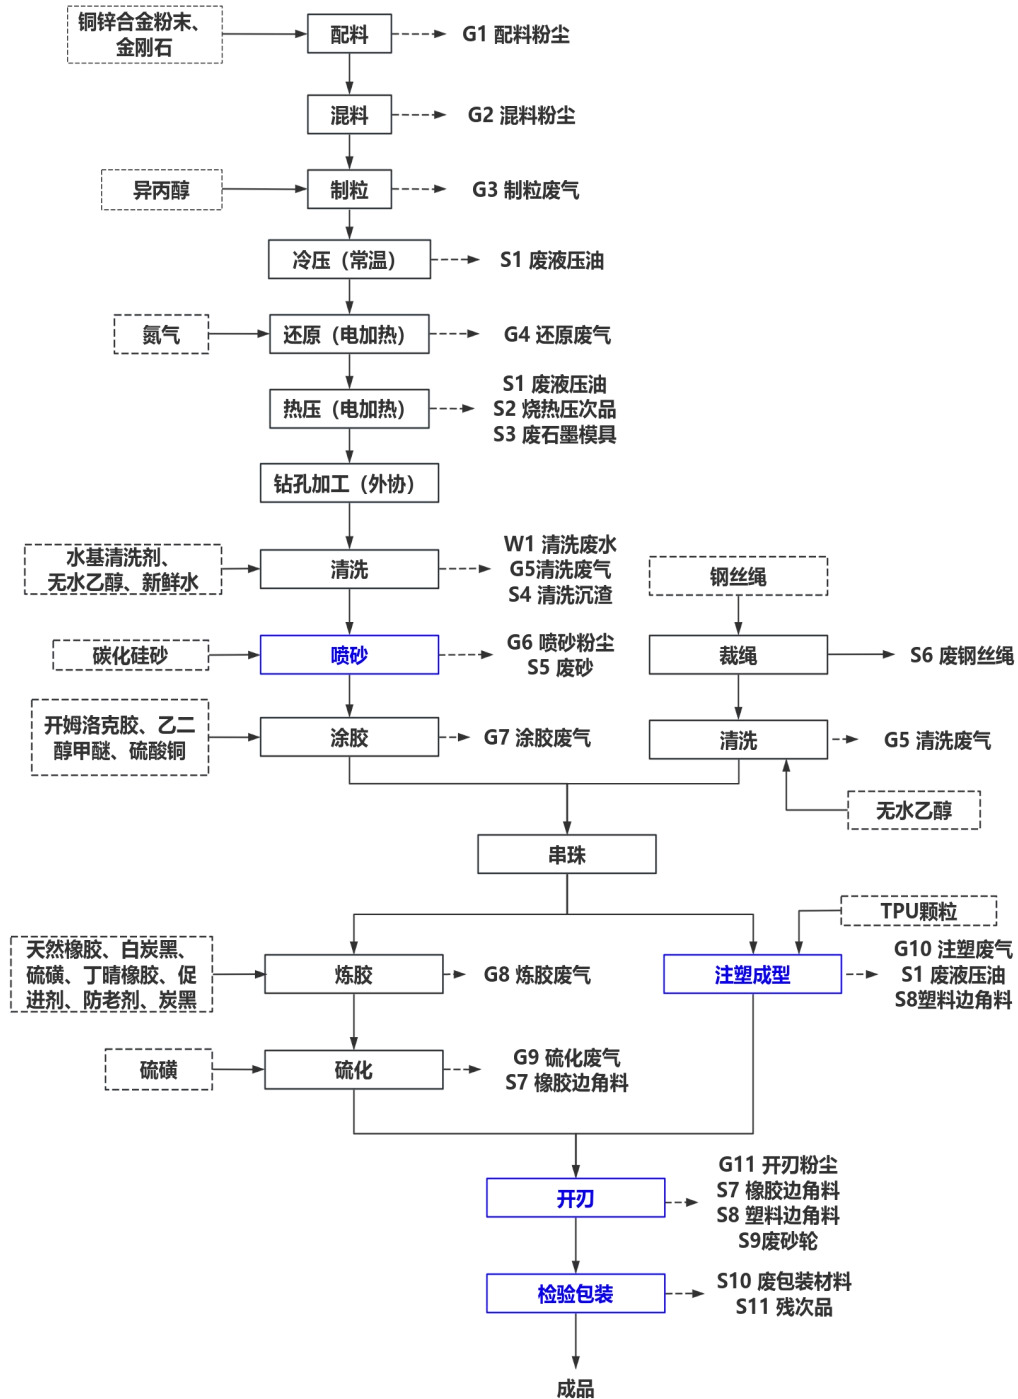 铜锌合金粉末、
金刚石
配料
G1 配料粉尘
混料
G2 混料粉尘
异丙醇
制粒
G3 制粒废气
冷压（常温）
S1 废液压油
氮气
还原（电加热）
G4 还原废气
热压（电加热）
S1 废液压油
S2 烧热压次品
S3 废石墨模具
钻孔加工（外协）
水基清洗剂、
无水乙醇、新鲜水
清洗
W1 清洗废水
G5清洗废气
S4 清洗沉渣
钢丝绳
碳化硅砂
喷砂
G6 喷砂粉尘
S5 废砂
裁绳
S6 废钢丝绳
开姆洛克胶、乙二
醇甲醚、硫酸铜
涂胶
G7 涂胶废气
清洗
G5 清洗废气
无水乙醇
串珠
TPU颗粒
天然橡胶、白炭黑、
硫磺、丁晴橡胶、促
进剂、防老剂、炭黑
炼胶
G8 炼胶废气
注塑成型
G10 注塑废气
S1 废液压油
S8塑料边角料
硫磺
硫化
G9 硫化废气
S7 橡胶边角料
开刃
G11 开刃粉尘
S7 橡胶边角料
S8 塑料边角料
S9废砂轮
检验包装
S10 废包装材料
S11 残次品
成品